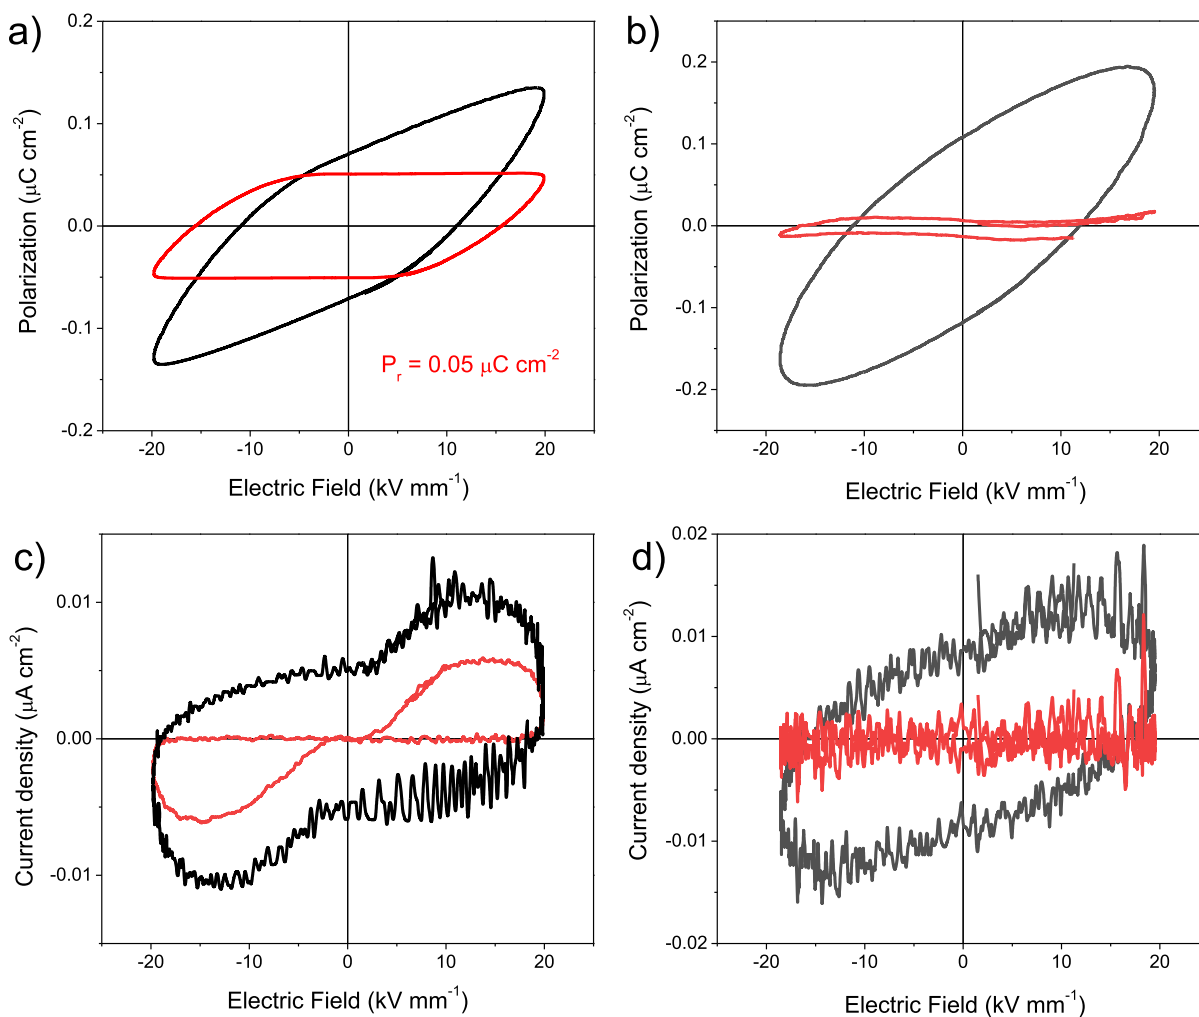 a)
0.2
0.1
0.0
-0.1
-0.2
Polarization (μC cm-2)
Pr = 0.05 μC cm-2
-20 -10 0 10 20
Electric Field (kV mm-1)
b)
0.2
0.1
0.0
-0.1
-0.2
Polarization (μC cm-2)
-20 -10 0 10 20
Electric Field (kV mm-1)
c)
0.01
0.00
-0.01
Current density (μA cm-2)
-20 -10 0 10 20
Electric Field (kV mm-1)
d)
0.02
0.01
0.00
-0.01
-0.02
Current density (μA cm-2)
-20 -10 0 10 20
Electric Field (kV mm-1)